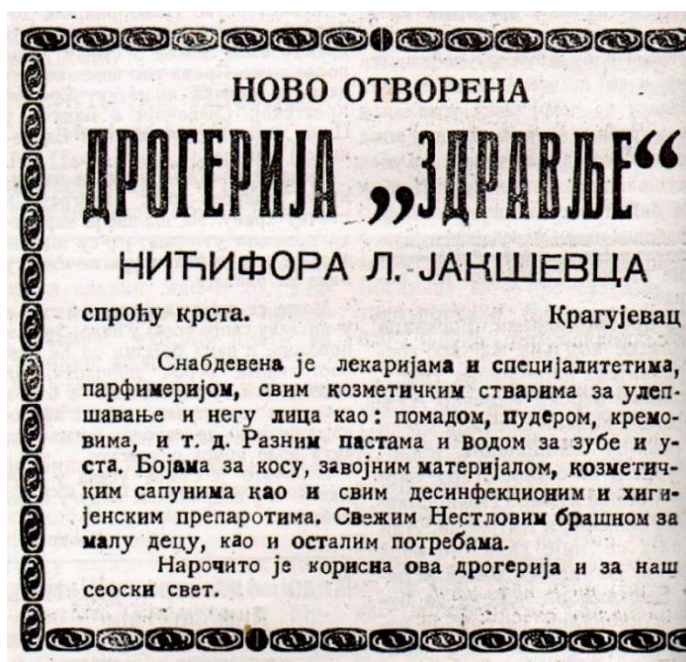 НОВО ОТВОРЕНА
ДРОГЕРИЈА „ЗДРАВЉЕ“
НИЋИФОРА Л. ЈАКШЕВЦА
спроћу крста. Крагујевац
Снабдевена је лекаријама и специјалитетима,
парфимеријом, свим козметичким стварима за улеп-
шавање и негу лица као: помадом, пудером, кремо-
вима, и т. д. Разним пастама и водом за зубе и у-
ста. Бојама за косу, завојним материјалом, козметич-
ким сапунима као и свим десинфекционим и хиги-
јенским препаротима. Свежим Нестловим брашном за
малу децу, као и осталим потребама.
Нарочито је корисна ова дрогерија и за наш
сеоски свет.